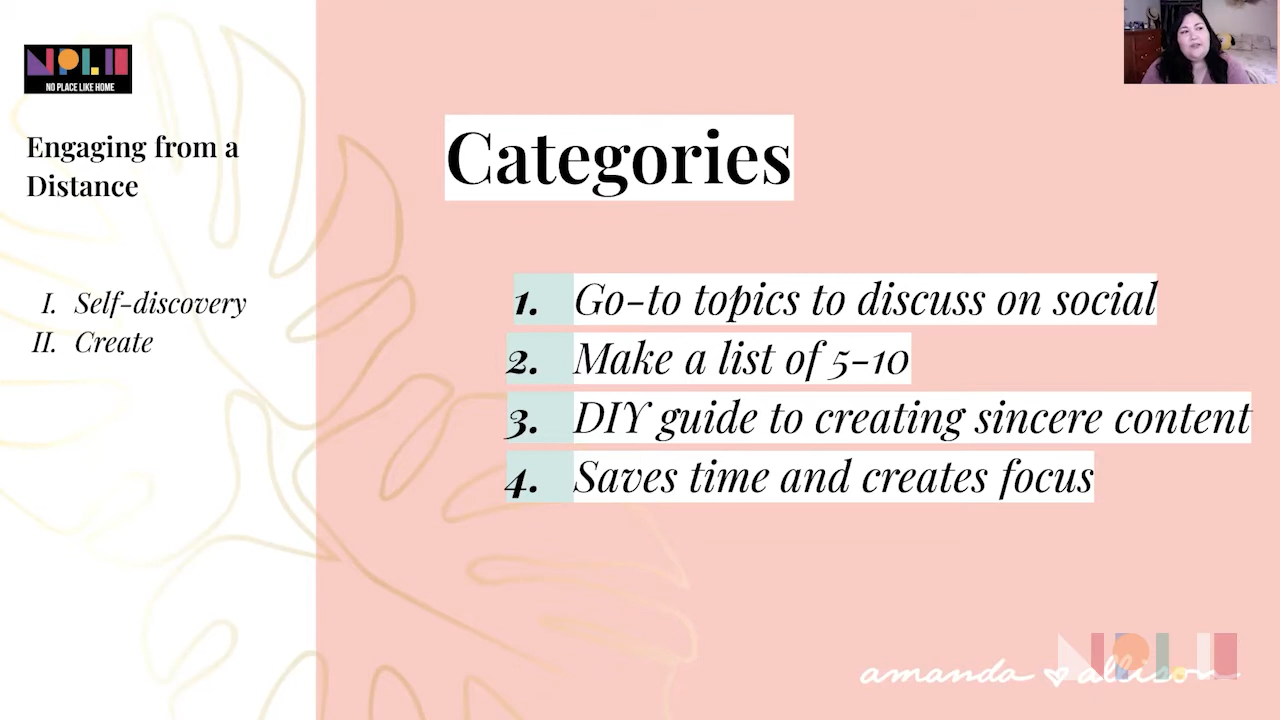 NPLH
NO PLACE LIKE HOME
Engaging from a
Distance
I. Self-discovery
II. Create
Categories
1. Go-to topics to discuss on social
2. Make a list of 5-10
3. DIY guide to creating sincere content
4. Saves time and creates focus
amanda allison
NPLH